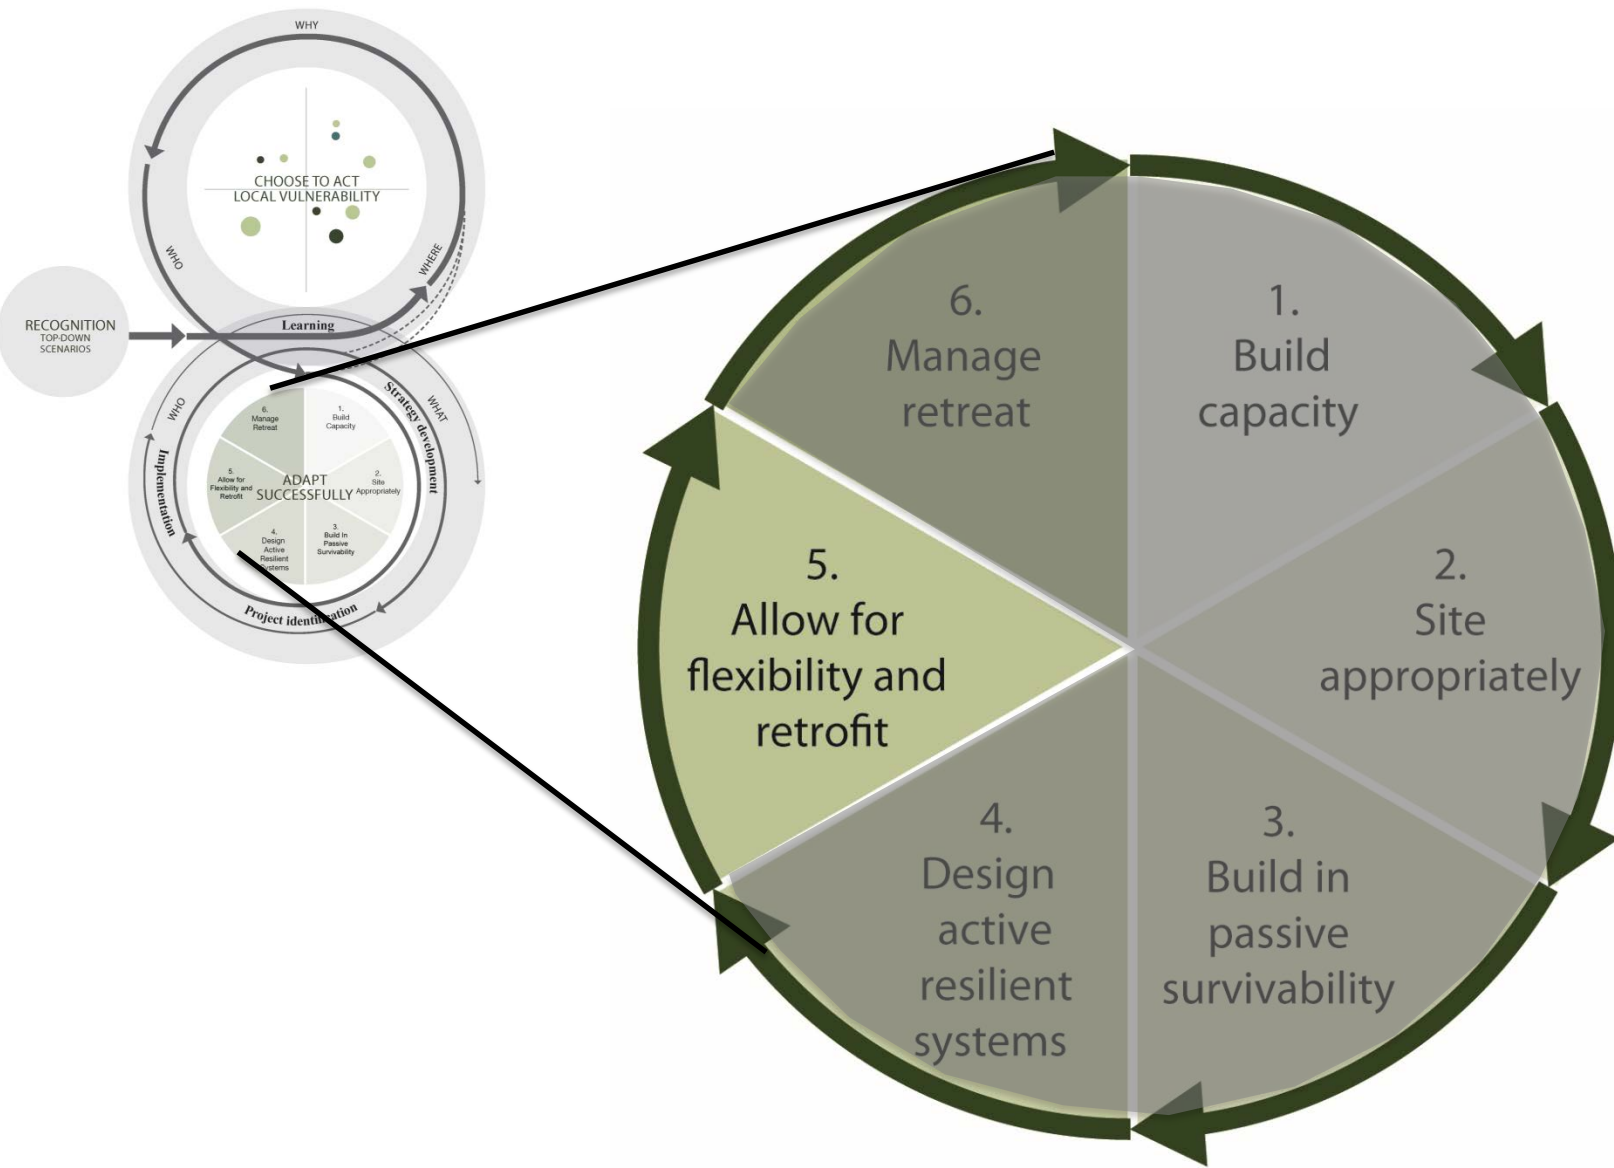 WHY
CHOOSE TO ACT
LOCAL VULNERABILITY
WHO
WHERE
RECOGNITION
TOP-DOWN
SCENARIOS
Learning
WHO
WHAT
Strategy development
Implementation
Project identification
ADAPT
SUCCESSFULLY
1.
Build
Capacity
2.
Site
Appropriately
3.
Build In
Passive
Survivability
4.
Design
Active
Resilient
Systems
5.
Allow for
Flexibility and
Retrofit
6.
Manage
Retreat
1.
Build
capacity
2.
Site
appropriately
3.
Build in
passive
survivability
4.
Design
active
resilient
systems
5.
Allow for
flexibility and
retrofit
6.
Manage
retreat